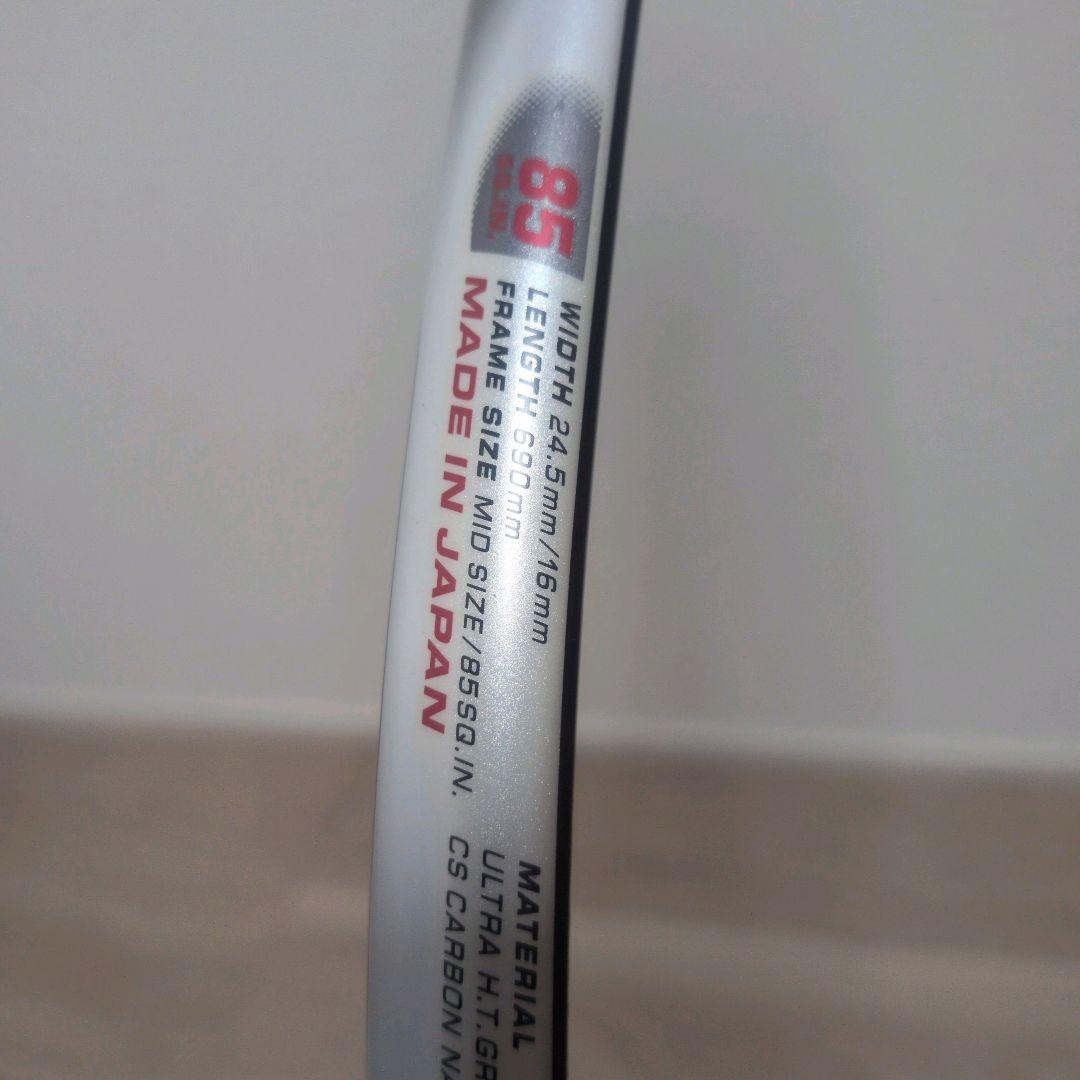 85
SQ.IN.
WIDTH 24.5mm/16mm
LENGTH 690mm
FRAME SIZE MID SIZE/85SQ.IN.
MADE IN JAPAN
MATERIAL
ULTRA H.T.GR
CS CARBON NA